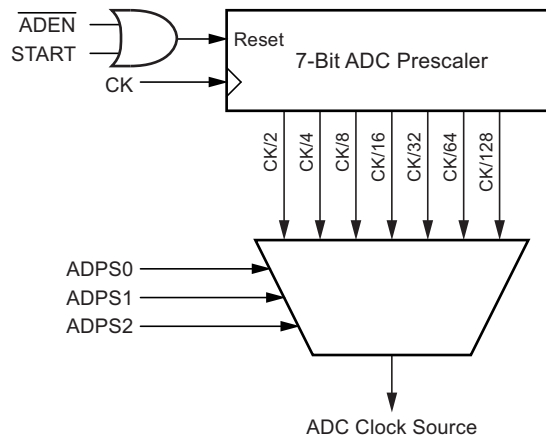 ADEN
START
Reset
7-Bit ADC Prescaler
CK
CK/2
CK/4
CK/8
CK/16
CK/32
CK/64
CK/128
ADPS0
ADPS1
ADPS2
ADC Clock Source